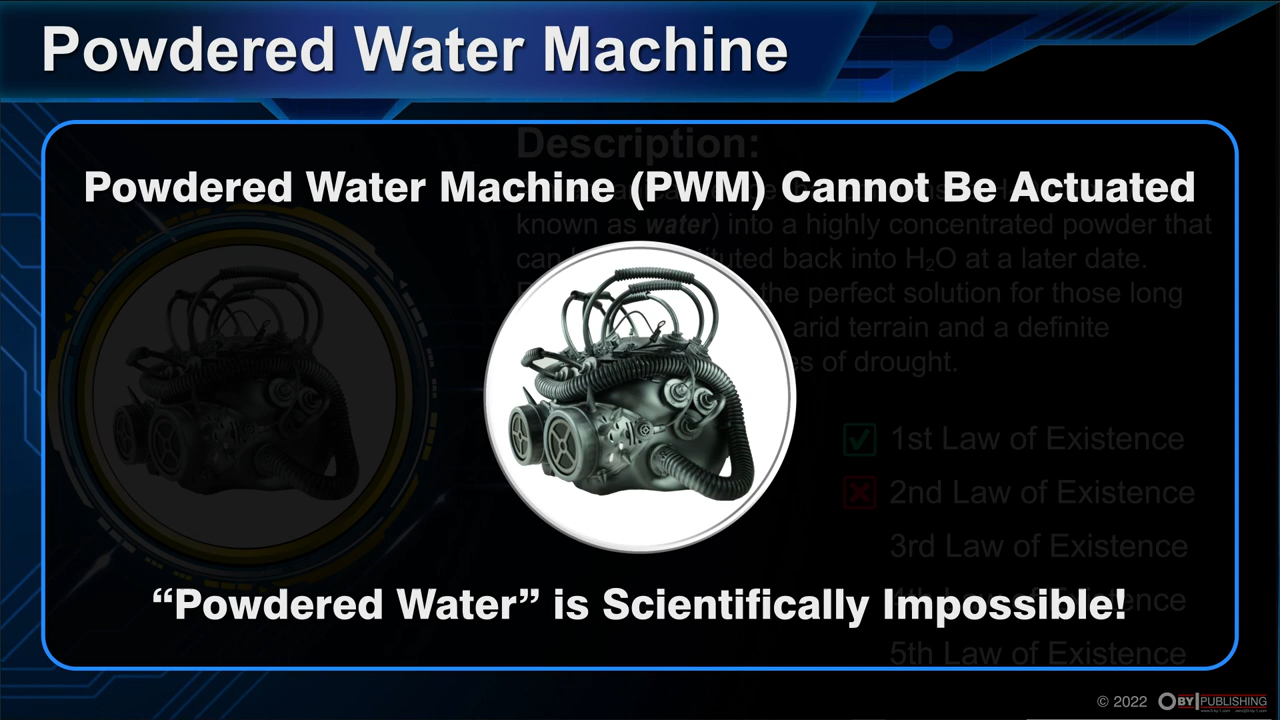 Powdered Water Machine
Description:
Powdered Water Machine (PWM) Cannot Be Actuated
known as water) into a highly concentrated powder that
back into H₂O at a later date.
the perfect solution for those long
arid terrain and a definite
of drought.
1st Law of Existence
2nd Law of Existence
3rd Law of Existence
“Powdered Water” is Scientifically Impossible!
5th Law of Existence
© 2022 0 BY 1 PUBLISHING